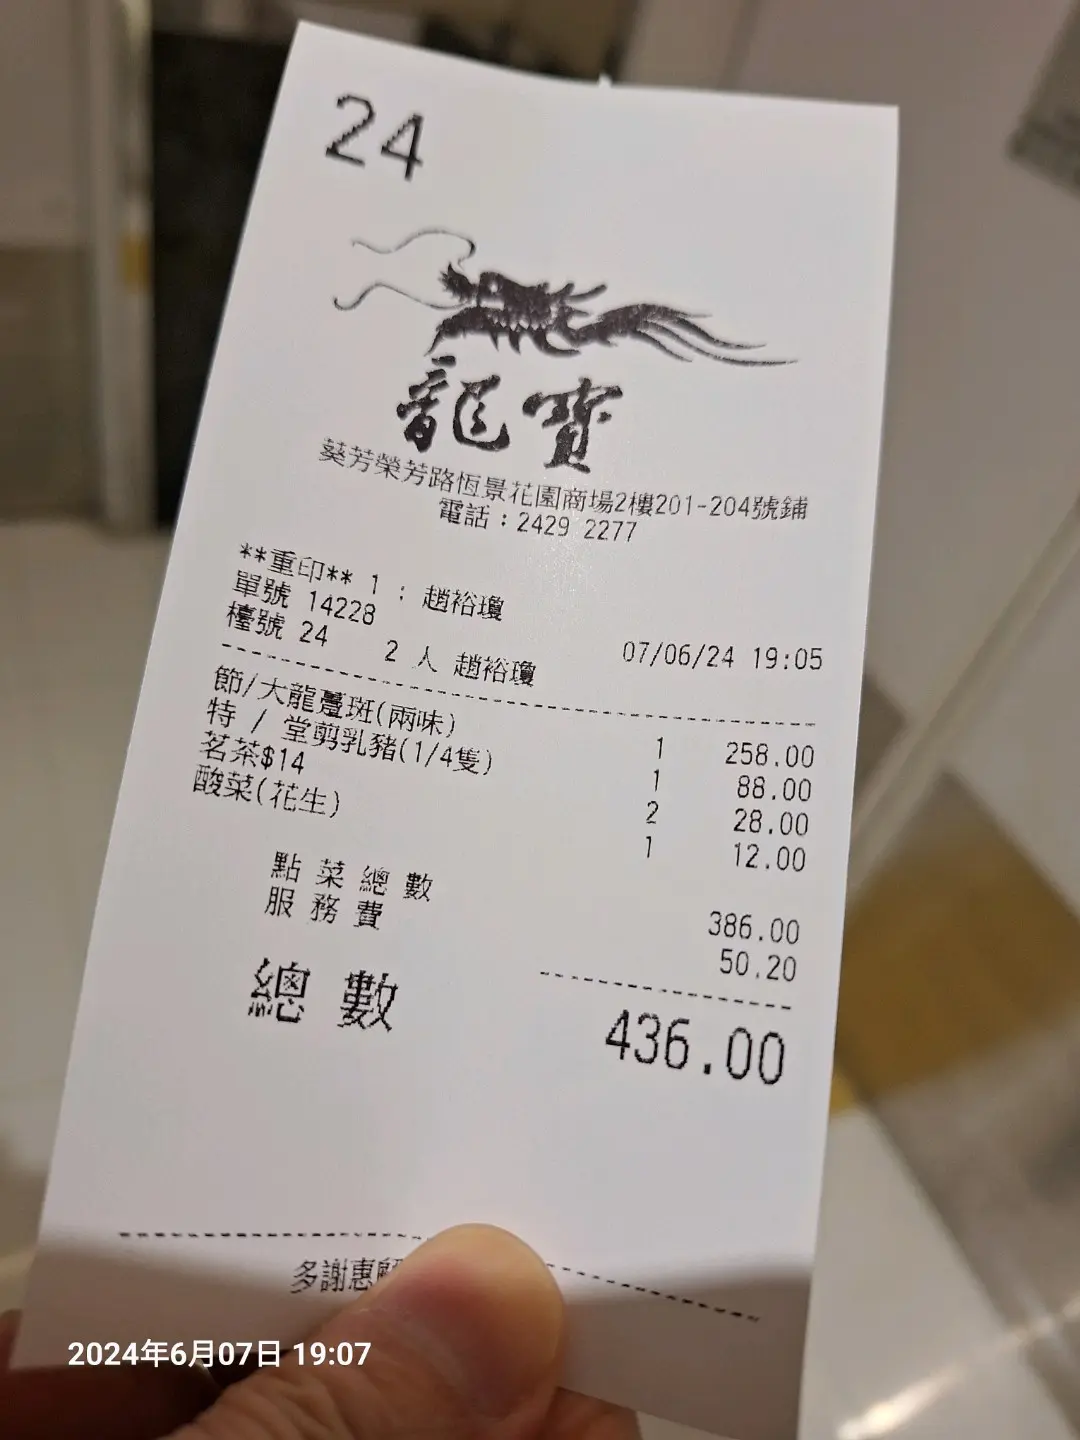 24
龍寶
葵芳榮芳路恆景花園商場2樓201-204號鋪
電話：2429 2277
**重印** 1 : 趙裕瓊
單號 14228 07/06/24 19:05
檯號 24 2 人 趙裕瓊
節/大龍躉斑(兩味) 1 258.00
特 / 堂剪乳豬(1/4隻) 1 88.00
茗茶$14 2 28.00
酸菜(花生) 1 12.00
點菜總數 386.00
服務費 50.20
總數 436.00
多謝惠
2024年6月07日 19:07